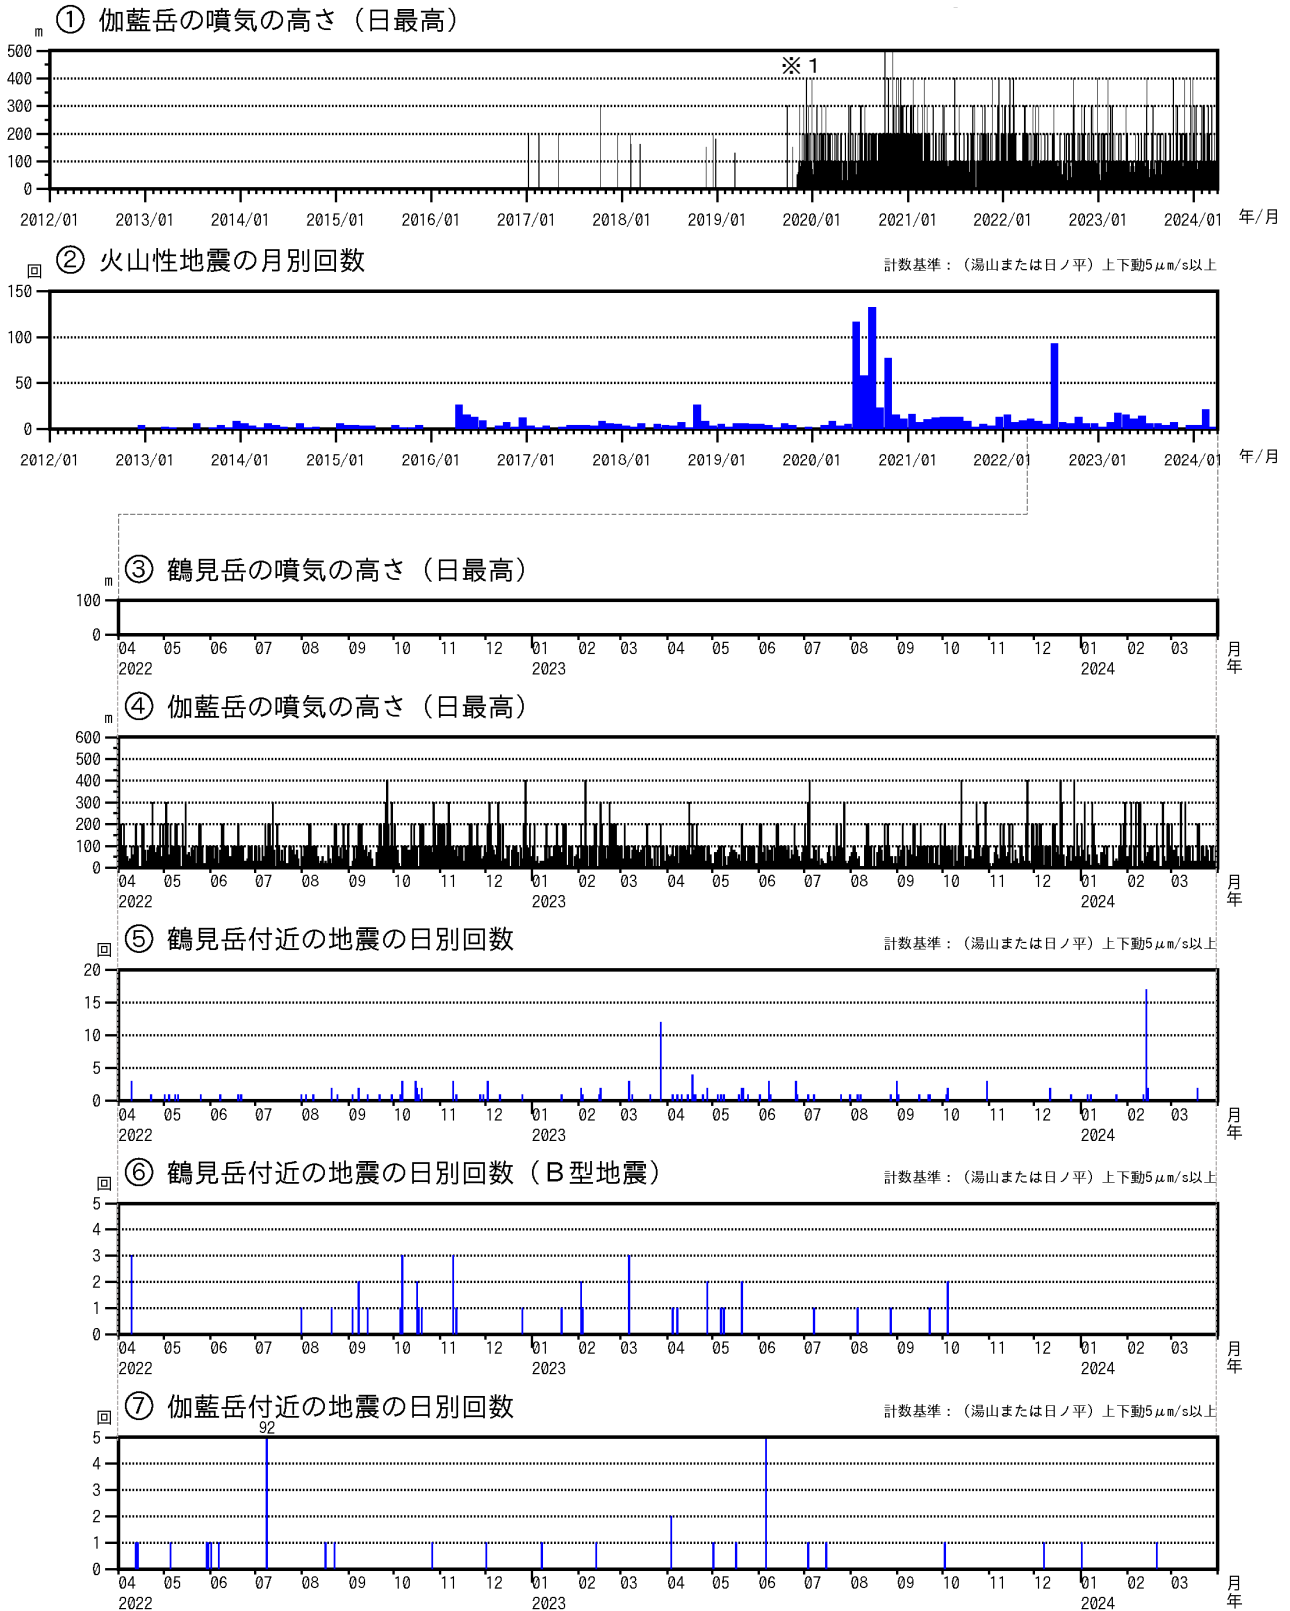 ① 伽藍岳の噴気の高さ（日最高）
m
500
※１
400
300
200
100
0
2012/01 2013/01 2014/01 2015/01 2016/01 2017/01 2018/01 2019/01 2020/01 2021/01 2022/01 2023/01 2024/01 年/月
② 火山性地震の月別回数
回
計数基準：（湯山または日ノ平）上下動5μm/s以上
150
100
50
0
2012/01 2013/01 2014/01 2015/01 2016/01 2017/01 2018/01 2019/01 2020/01 2021/01 2022/01 2023/01 2024/01 年/月
③ 鶴見岳の噴気の高さ（日最高）
m
100
0
04 05 06 07 08 09 10 11 12 01 02 03 04 05 06 07 08 09 10 11 12 01 02 03 月
2022 2023 2024 年
④ 伽藍岳の噴気の高さ（日最高）
m
600
500
400
300
200
100
0
04 05 06 07 08 09 10 11 12 01 02 03 04 05 06 07 08 09 10 11 12 01 02 03 月
2022 2023 2024 年
⑤ 鶴見岳付近の地震の日別回数
回
計数基準：（湯山または日ノ平）上下動5μm/s以上
20
15
10
5
0
04 05 06 07 08 09 10 11 12 01 02 03 04 05 06 07 08 09 10 11 12 01 02 03 月
2022 2023 2024 年
⑥ 鶴見岳付近の地震の日別回数（Ｂ型地震）
回
計数基準：（湯山または日ノ平）上下動5μm/s以上
5
4
3
2
1
0
04 05 06 07 08 09 10 11 12 01 02 03 04 05 06 07 08 09 10 11 12 01 02 03 月
2022 2023 2024 年
⑦ 伽藍岳付近の地震の日別回数
回
計数基準：（湯山または日ノ平）上下動5μm/s以上
92
5
4
3
2
1
0
04 05 06 07 08 09 10 11 12 01 02 03 04 05 06 07 08 09 10 11 12 01 02 03 月
2022 2023 2024 年